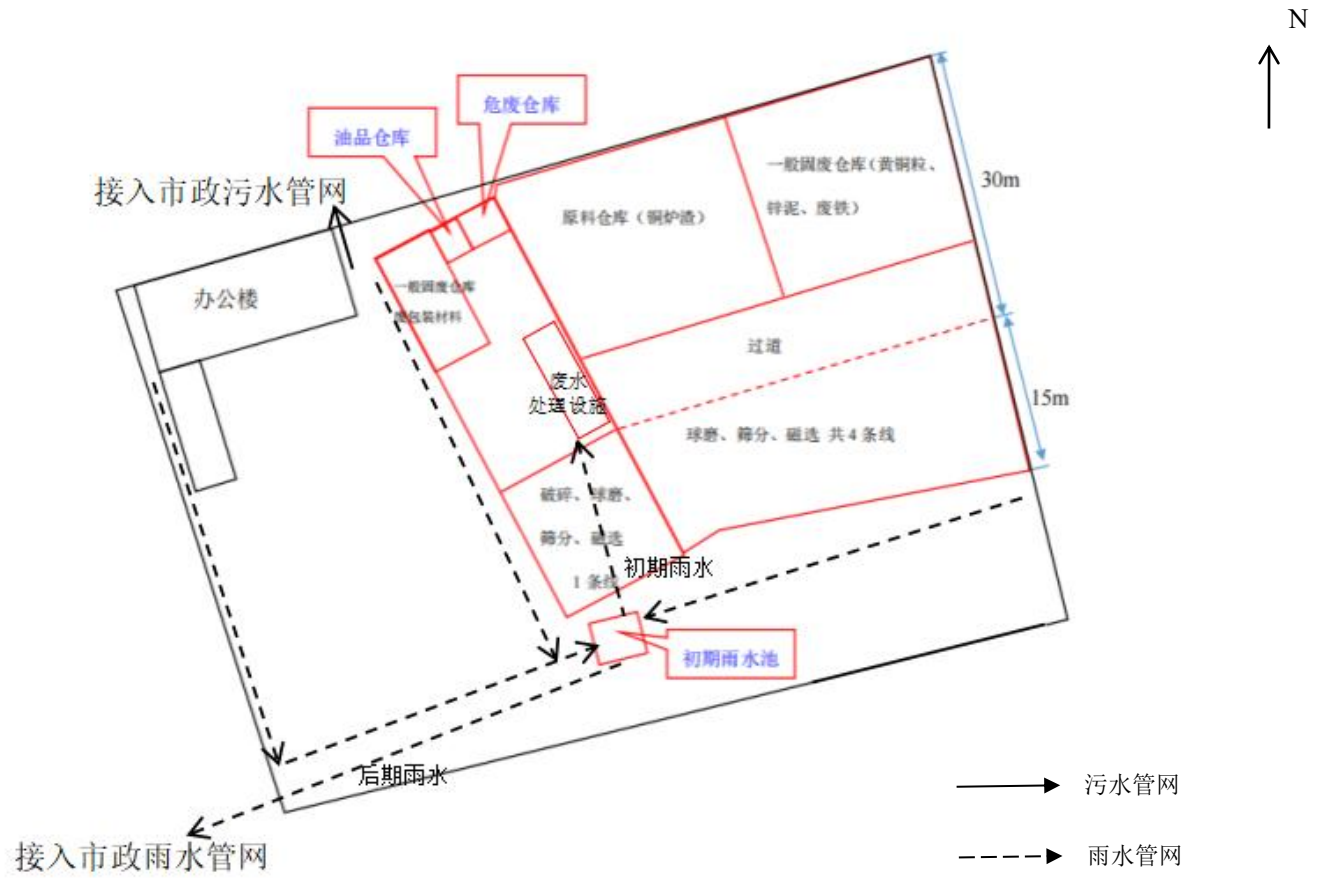 N
危废仓库
油品仓库
接入市政污水管网
一般固废仓库（黄铜粒、
锌泥、废铁）
30m
原料仓库（铜炉渣）
办公楼
一般固废仓库
废包装材料
过道
废水
处理设施
15m
球磨、筛分、磁选 共4条线
破碎、球磨、
筛分、磁选
1条线
初期雨水
初期雨水池
后期雨水
污水管网
接入市政雨水管网
雨水管网